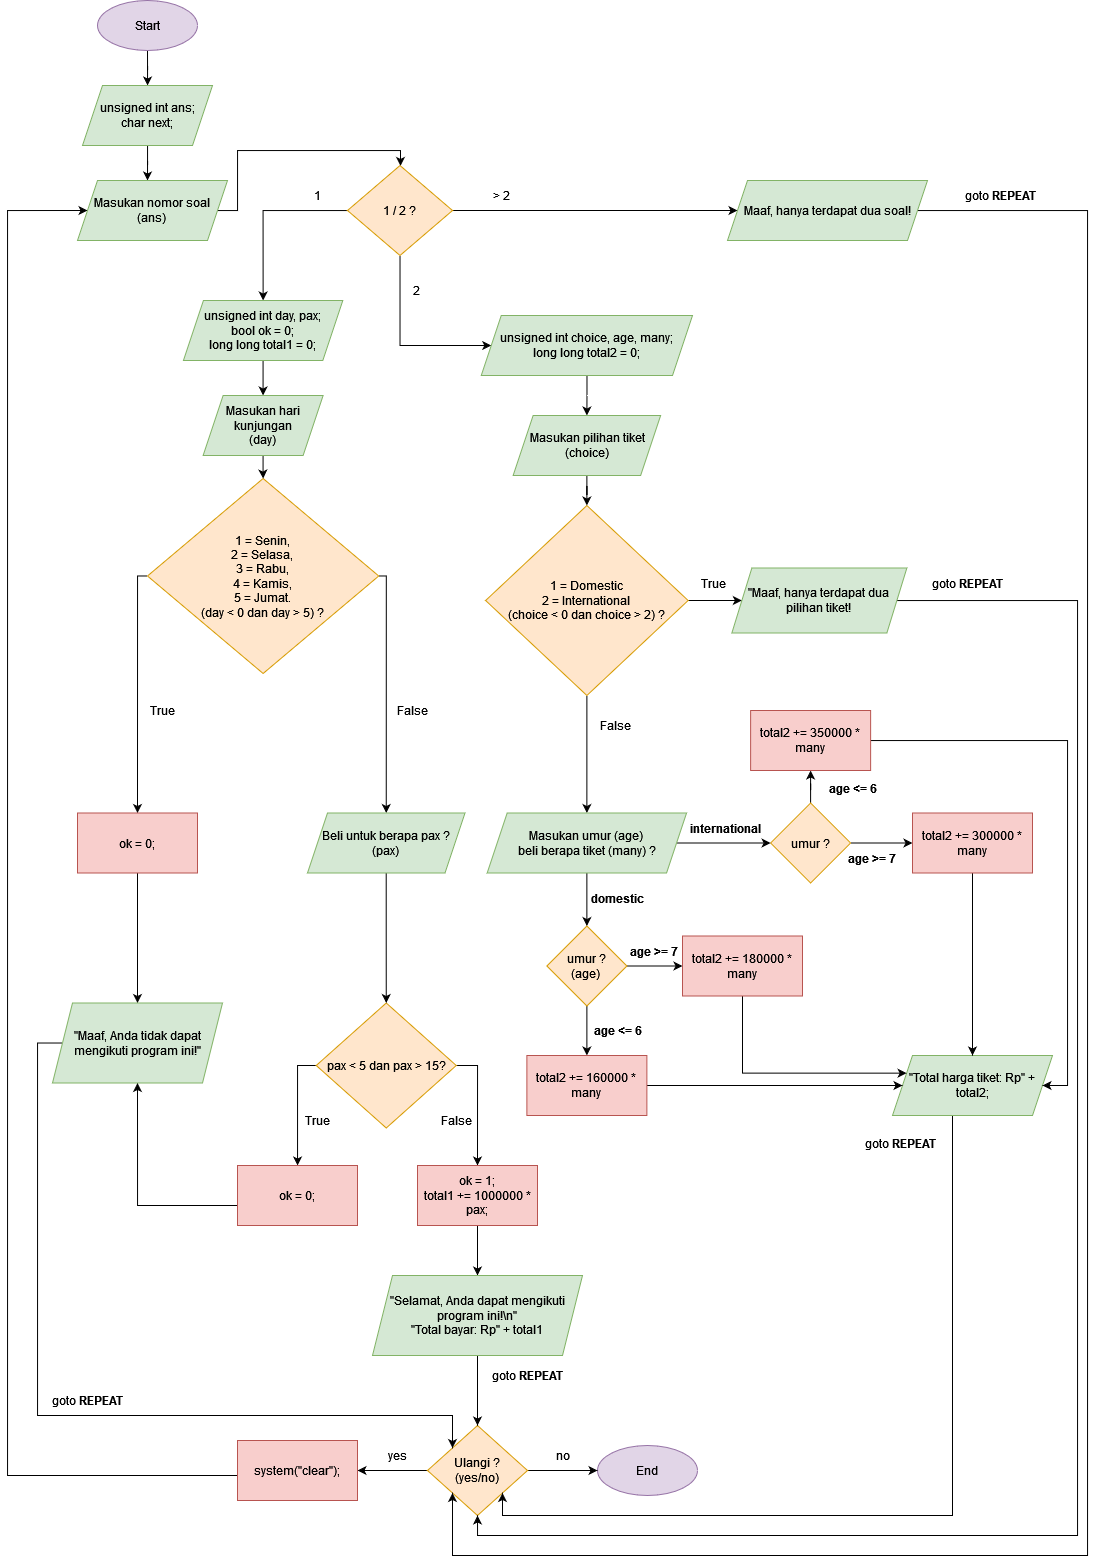 Start
unsigned int ans;
char next;
Masukan nomor soal
(ans)
1 / 2 ?
1
> 2
2
Maaf, hanya terdapat dua soal!
goto REPEAT
unsigned int day, pax;
bool ok = 0;
long long total1 = 0;
unsigned int choice, age, many;
long long total2 = 0;
Masukan hari
kunjungan
(day)
Masukan pilihan tiket
(choice)
1 = Senin,
2 = Selasa,
3 = Rabu,
4 = Kamis,
5 = Jumat.
(day < 0 dan day > 5) ?
1 = Domestic
2 = International
(choice < 0 dan choice > 2) ?
True
"Maaf, hanya terdapat dua
pilihan tiket!
goto REPEAT
True
False
False
total2 += 350000 *
many
age <= 6
ok = 0;
Beli untuk berapa pax ?
(pax)
Masukan umur (age)
beli berapa tiket (many) ?
international
umur ?
age >= 7
total2 += 300000 *
many
domestic
umur ?
(age)
age >= 7
total2 += 180000 *
many
age <= 6
"Maaf, Anda tidak dapat
mengikuti program ini!"
pax < 5 dan pax > 15?
total2 += 160000 *
many
"Total harga tiket: Rp" +
total2;
True
False
goto REPEAT
ok = 0;
ok = 1;
total1 += 1000000 *
pax;
"Selamat, Anda dapat mengikuti
program ini!\n"
"Total bayar: Rp" + total1
goto REPEAT
goto REPEAT
system("clear");
yes
Ulangi ?
(yes/no)
no
End